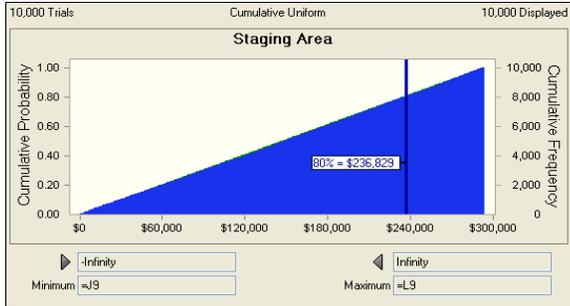 10,000 Trials Cumulative Uniform 10,000 Displayed
Staging Area
Cumulative Probability
1.00
0.80
0.60
0.40
0.20
0.00
80% = $236,829
10,000
8,000
6,000
4,000
2,000
0
Cumulative Frequency
$0 $60,000 $120,000 $180,000 $240,000 $300,000
-Infinity Infinity
Minimum =J9 Maximum =L9